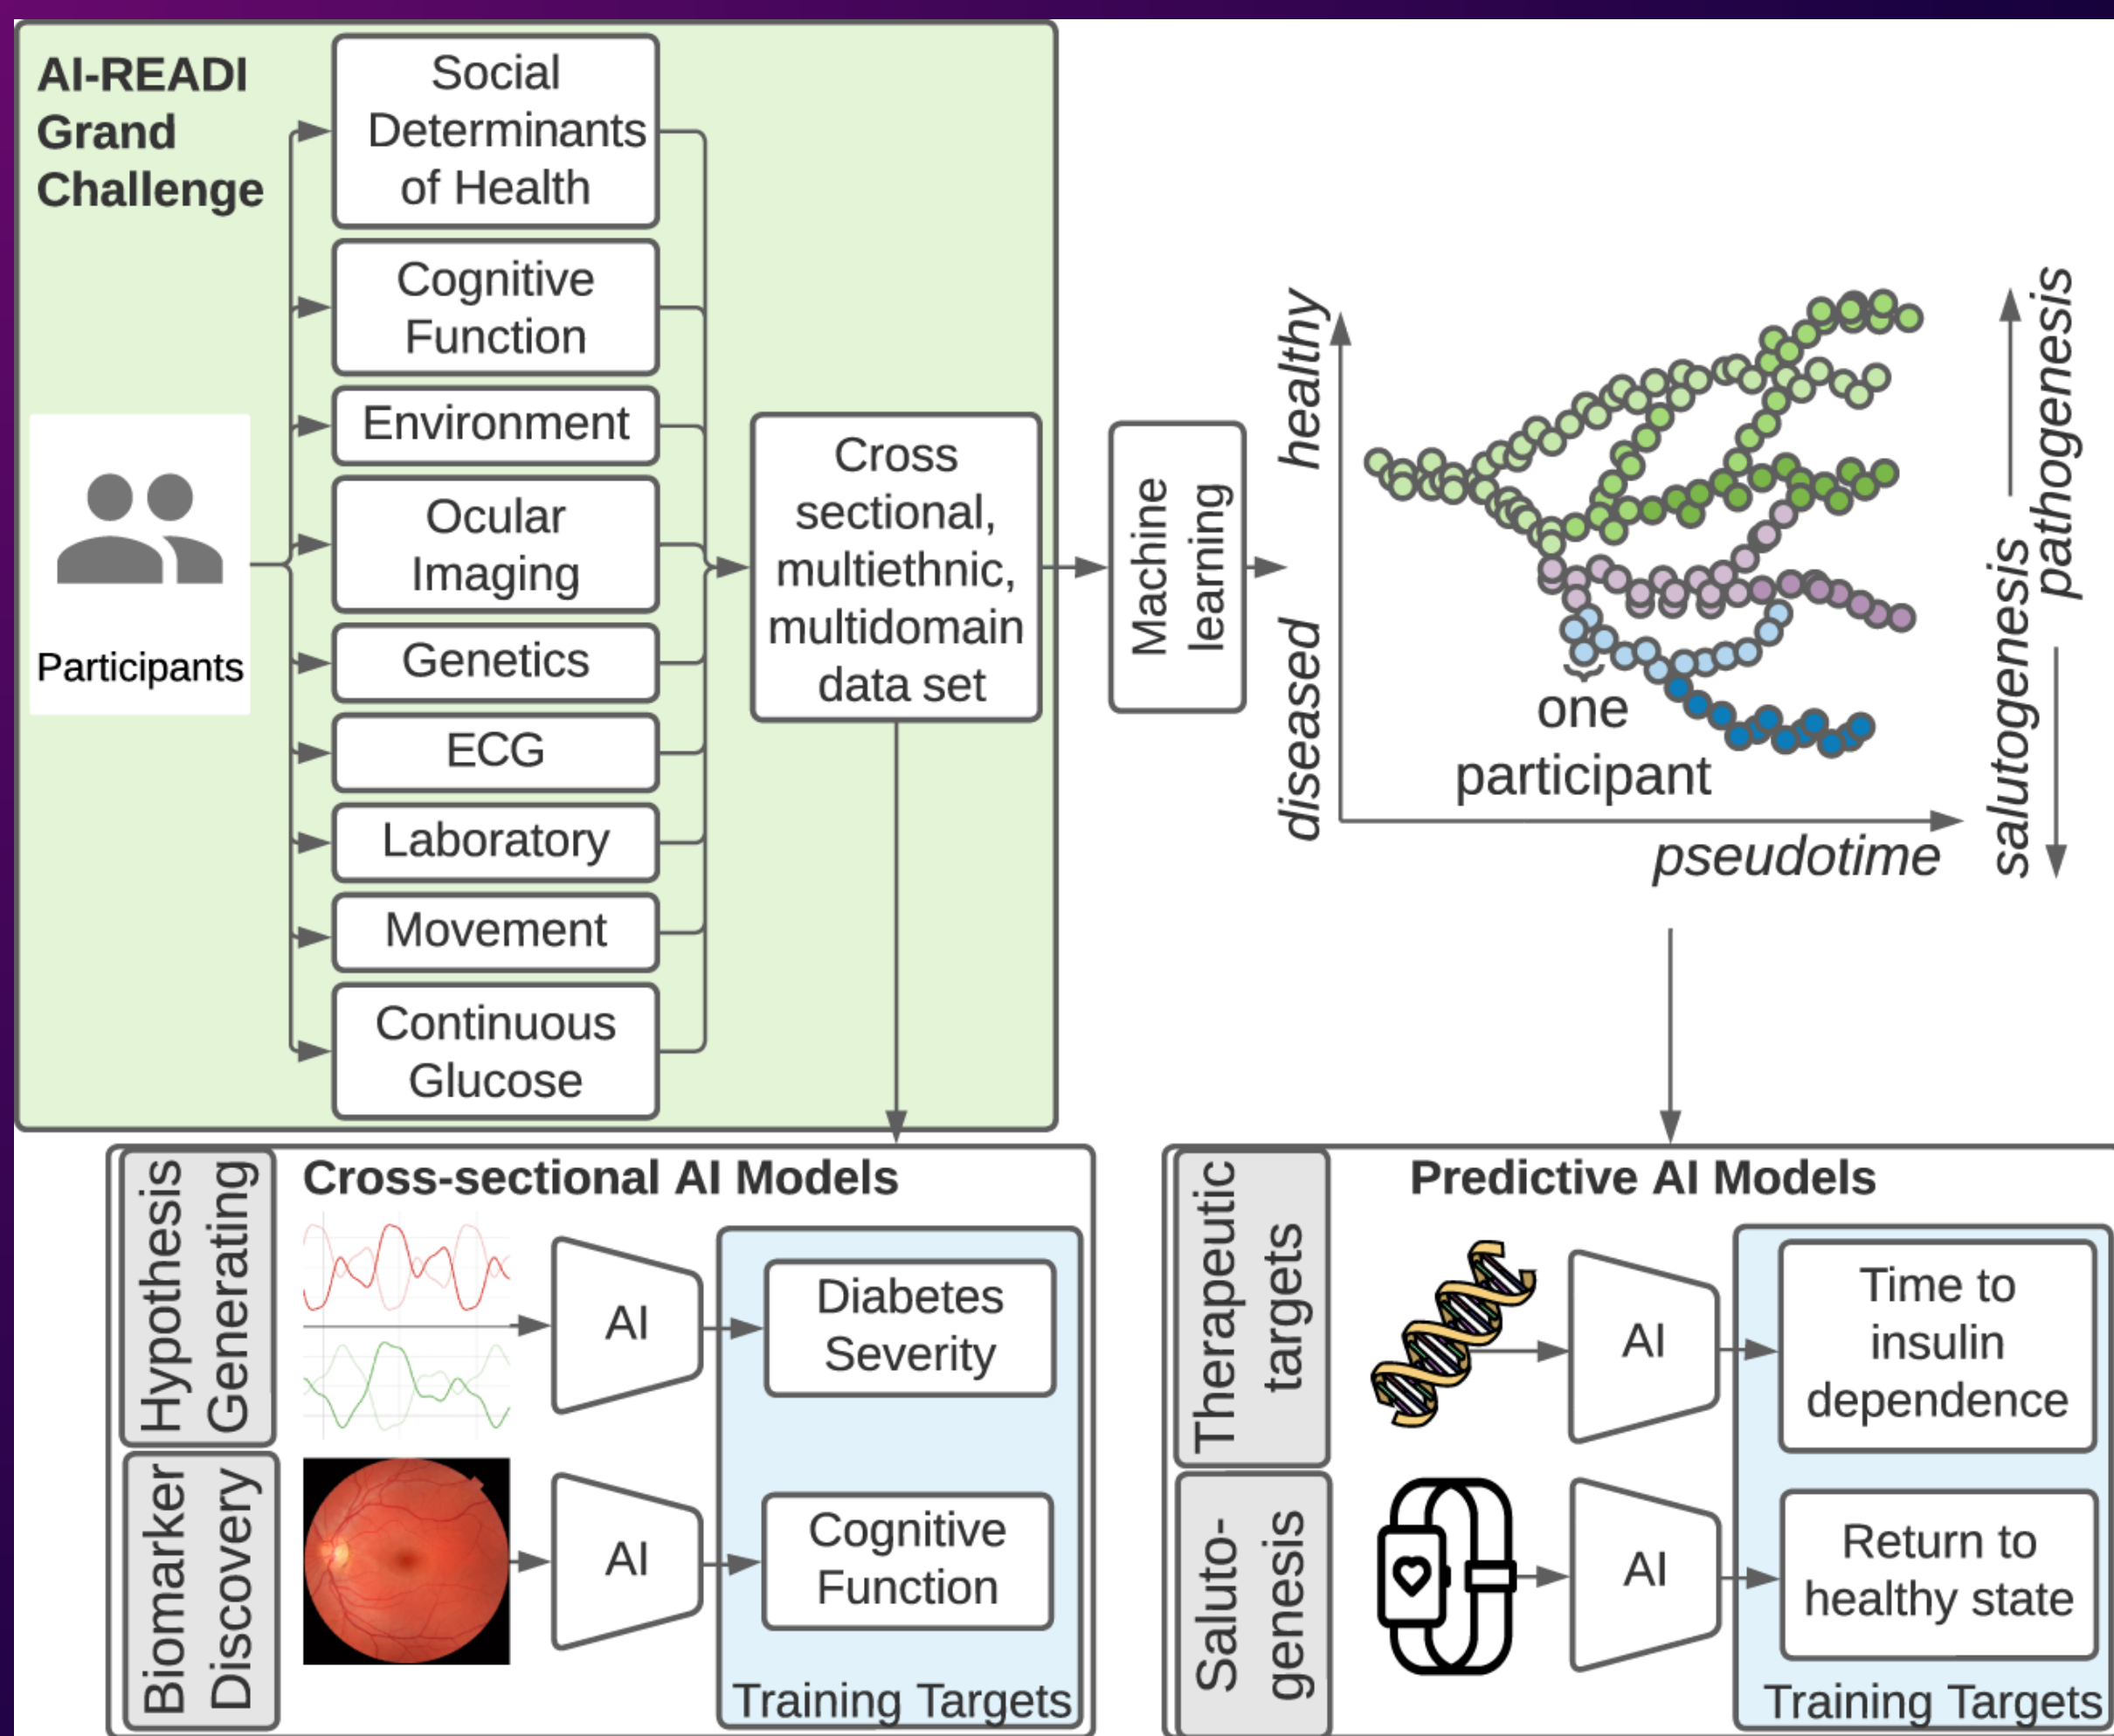 AI-READI
Grand
Challenge
Participants
Social
Determinants
of Health
Cognitive
Function
Environment
Ocular
Imaging
Genetics
ECG
Laboratory
Movement
Continuous
Glucose
Cross
sectional,
multiethnic,
multidomain
data set
Machine
learning
healthy
diseased
one
participant
pseudotime
salutogenesis
pathogenesis
Hypothesis
Generating
Biomarker
Discovery
Cross-sectional AI Models
AI
Diabetes
Severity
AI
Cognitive
Function
Training Targets
Therapeutic
targets
Saluto-
genesis
Predictive AI Models
AI
Time to
insulin
dependence
AI
Return to
healthy state
Training Targets